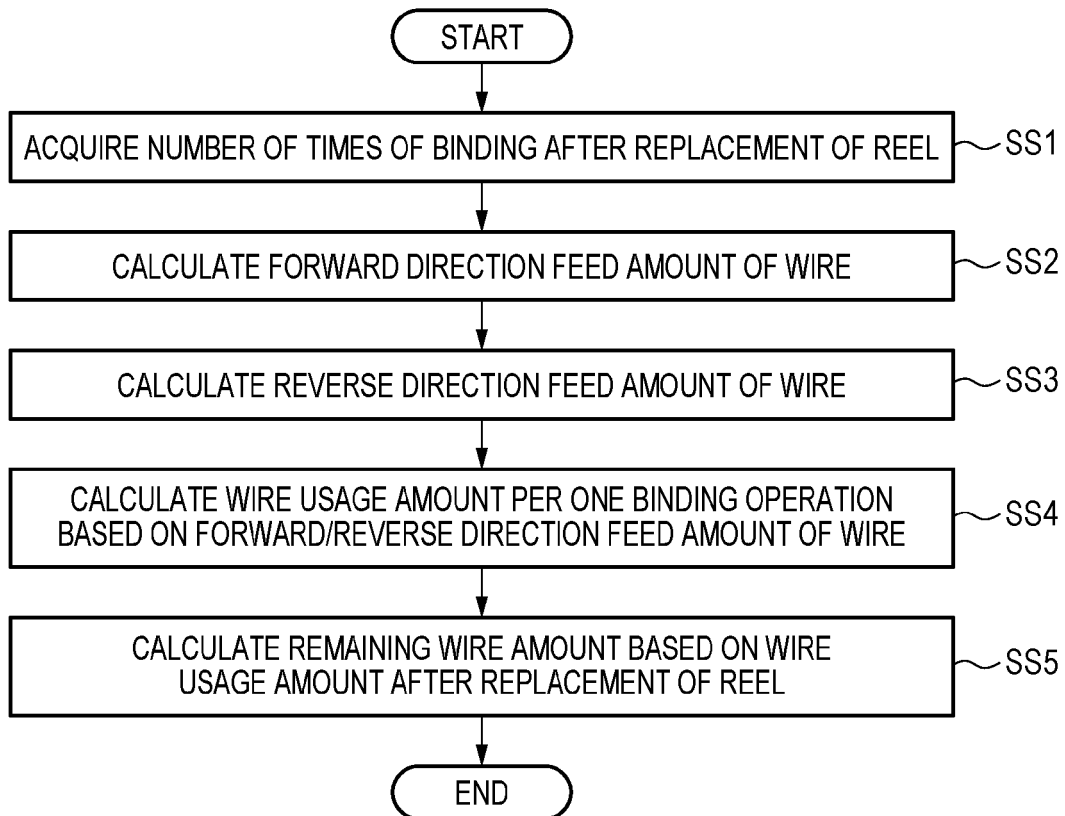 START
ACQUIRE NUMBER OF TIMES OF BINDING AFTER REPLACEMENT OF REEL
SS1
CALCULATE FORWARD DIRECTION FEED AMOUNT OF WIRE
SS2
CALCULATE REVERSE DIRECTION FEED AMOUNT OF WIRE
SS3
CALCULATE WIRE USAGE AMOUNT PER ONE BINDING OPERATION
BASED ON FORWARD/REVERSE DIRECTION FEED AMOUNT OF WIRE
SS4
CALCULATE REMAINING WIRE AMOUNT BASED ON WIRE
USAGE AMOUNT AFTER REPLACEMENT OF REEL
SS5
END